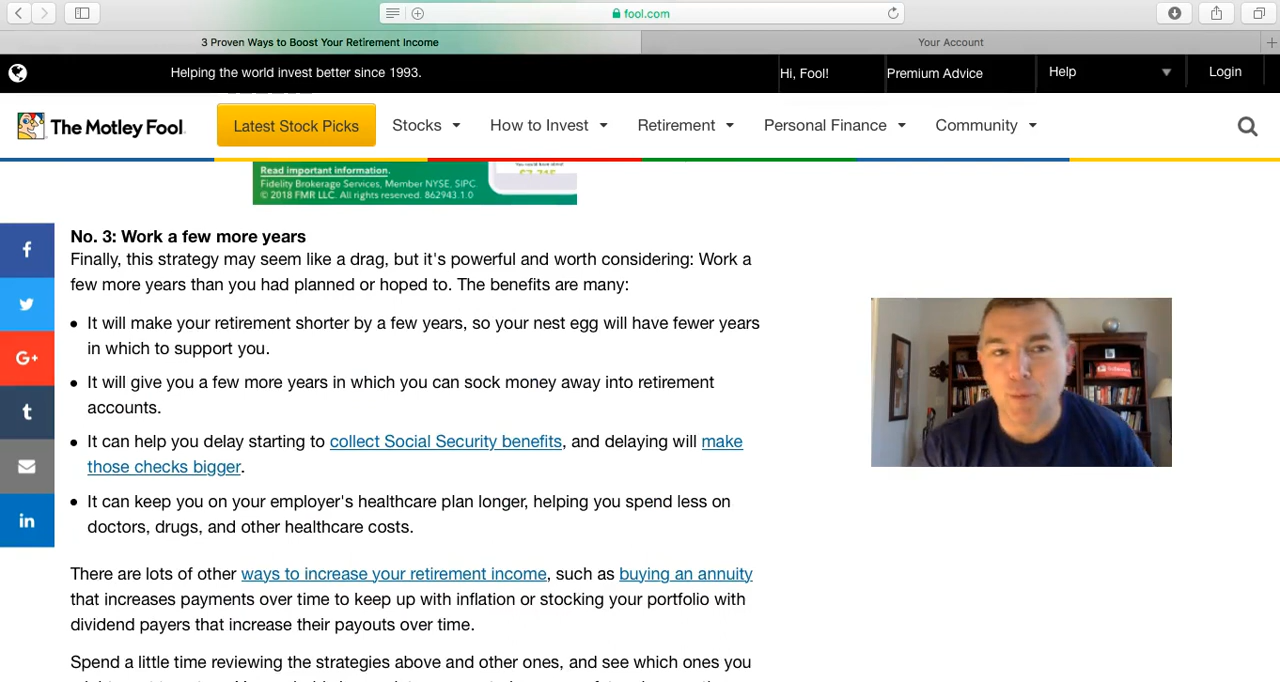 fool.com
3 Proven Ways to Boost Your Retirement Income
Your Account
Helping the world invest better since 1993.
Hi, Fool!
Premium Advice
Help
Login
The Motley Fool
Latest Stock Picks
Stocks
How to Invest
Retirement
Personal Finance
Community
Read important information.
Fidelity Brokerage Services, Member NYSE, SIPC.
© 2018 FMR LLC. All rights reserved. 862943.1.0
No. 3: Work a few more years
Finally, this strategy may seem like a drag, but it's powerful and worth considering: Work a
few more years than you had planned or hoped to. The benefits are many:
• It will make your retirement shorter by a few years, so your nest egg will have fewer years
in which to support you.
• It will give you a few more years in which you can sock money away into retirement
accounts.
• It can help you delay starting to collect Social Security benefits, and delaying will make
those checks bigger.
• It can keep you on your employer's healthcare plan longer, helping you spend less on
doctors, drugs, and other healthcare costs.
There are lots of other ways to increase your retirement income, such as buying an annuity
that increases payments over time to keep up with inflation or stocking your portfolio with
dividend payers that increase their payouts over time.
Spend a little time reviewing the strategies above and other ones, and see which ones you
f
G+
t
in